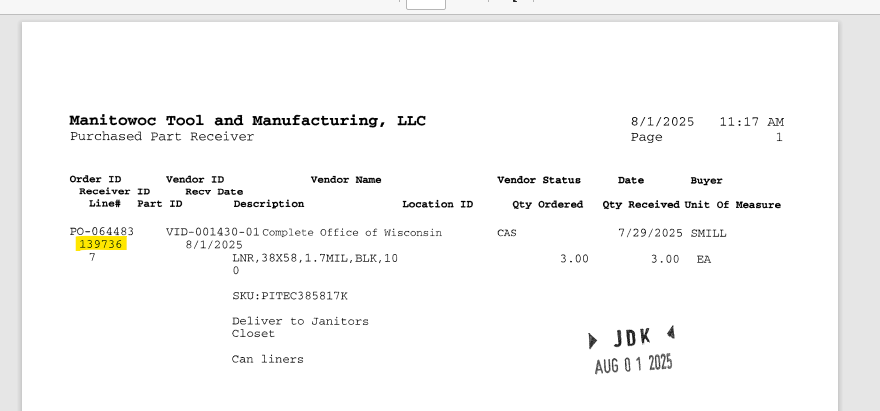 Manitowoc Tool and Manufacturing, LLC 8/1/2025 11:17 AM
Purchased Part Receiver Page 1
Order ID Vendor ID Vendor Name Vendor Status Date Buyer
Receiver ID Recv Date
Line# Part ID Description Location ID Qty Ordered Qty Received Unit Of Measure
PO-064483 VID-001430-01 Complete Office of Wisconsin CAS 7/29/2025 SMILL
139736 8/1/2025
7 LNR,38X58,1.7MIL,BLK,10 3.00 3.00 EA
0
SKU:PITEC385817K
Deliver to Janitors
Closet
JDK
Can liners
AUG 01 2025